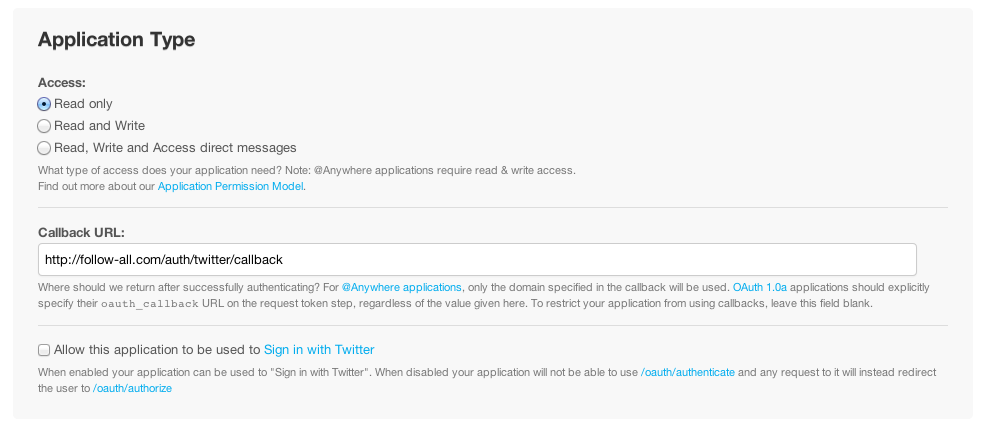 Application Type
Access:
Read only
Read and Write
Read, Write and Access direct messages
What type of access does your application need? Note: @Anywhere applications require read & write access.
Find out more about our Application Permission Model.
Callback URL:
http://follow-all.com/auth/twitter/callback
Where should we return after successfully authenticating? For @Anywhere applications, only the domain specified in the callback will be used. OAuth 1.0a applications should explicitly
specify their oauth_callback URL on the request token step, regardless of the value given here. To restrict your application from using callbacks, leave this field blank.
Allow this application to be used to Sign in with Twitter
When enabled your application can be used to "Sign in with Twitter". When disabled your application will not be able to use /oauth/authenticate and any request to it will instead redirect
the user to /oauth/authorize